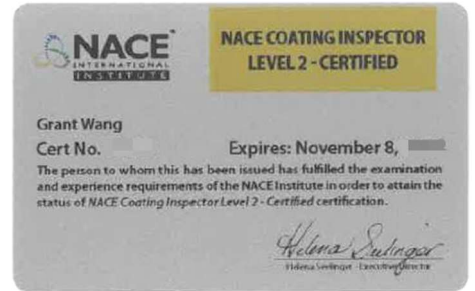 NACE
INTERNATIONAL
INSTITUTE
NACE COATING INSPECTOR
LEVEL 2 - CERTIFIED
Grant Wang
Cert No.
Expires: November 8,
The person to whom this has been issued has fulfilled the examination
and experience requirements of the NACE Institute in order to attain the
status of NACE Coating Inspector Level 2 - Certified certification.
Helena Seelinger
Helena Seelinger - Executive Director